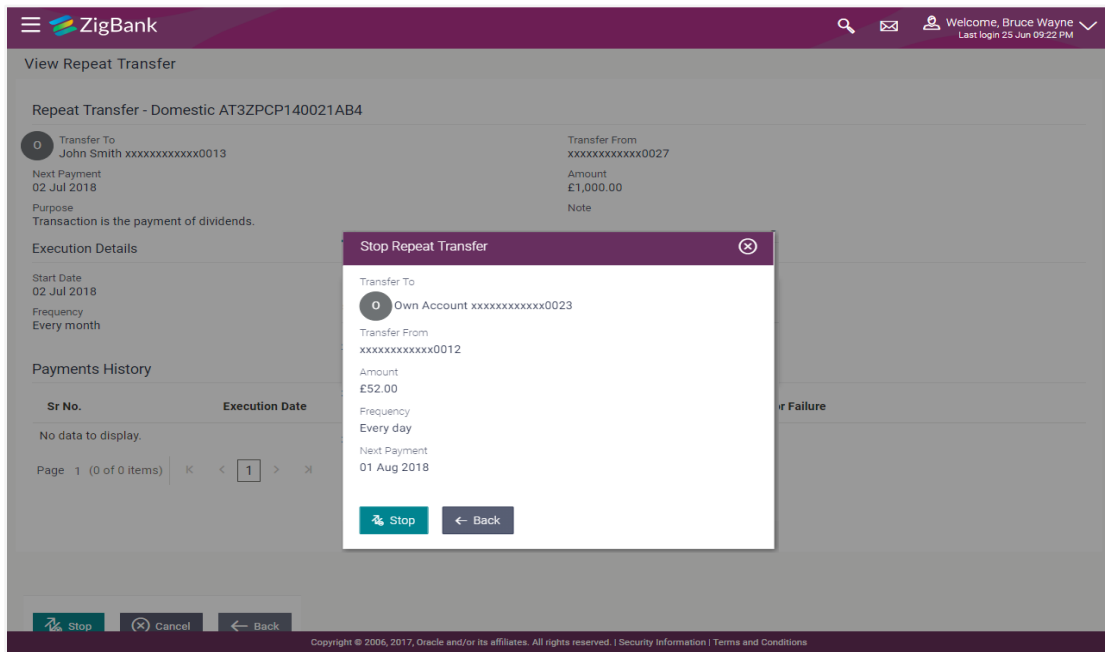 ZigBank
Welcome, Bruce Wayne
Last login 25 Jun 09:22 PM
View Repeat Transfer
Repeat Transfer - Domestic AT3ZPCP140021AB4
O
Transfer To
John Smith xxxxxxxxxxxx0013
Transfer From
xxxxxxxxxxxx0027
Next Payment
02 Jul 2018
Amount
£1,000.00
Purpose
Transaction is the payment of dividends.
Note
Execution Details
Start Date
02 Jul 2018
Frequency
Every month
Payments History
Sr No. Execution Date r Failure
No data to display.
Page 1 (0 of 0 items) K < 1 > >|
Stop Repeat Transfer
Transfer To
O Own Account xxxxxxxxxxxx0023
Transfer From
xxxxxxxxxxxx0012
Amount
£52.00
Frequency
Every day
Next Payment
01 Aug 2018
Stop Back
Stop Cancel Back
Copyright © 2006, 2017, Oracle and/or its affiliates. All rights reserved. | Security Information | Terms and Conditions